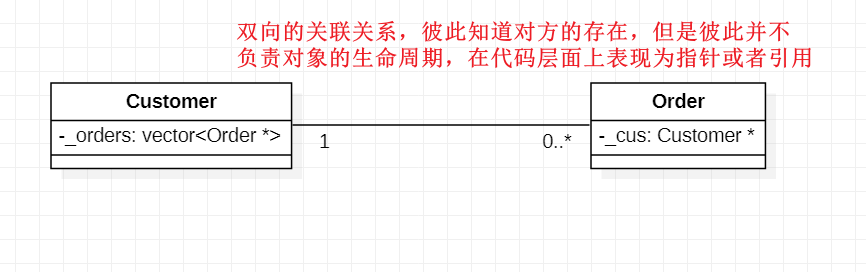 双向的关联关系，彼此知道对方的存在，但是彼此并不
负责对象的生命周期，在代码层面上表现为指针或者引用
Customer
-_orders: vector<Order *>
1
0..*
Order
-_cus: Customer *